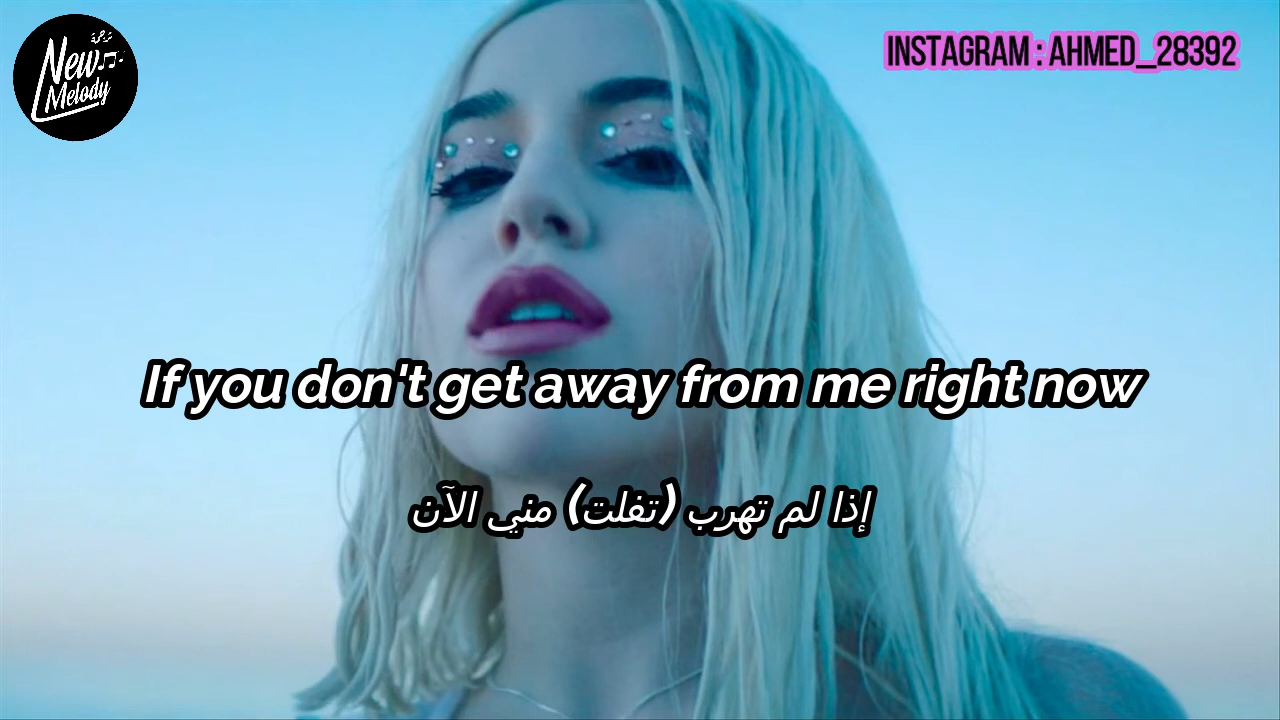 New
ترجمة
Melody
INSTAGRAM : AHMED_28392
If you don't get away from me right now
إذا لم تهرب (تفلت) مني الآن